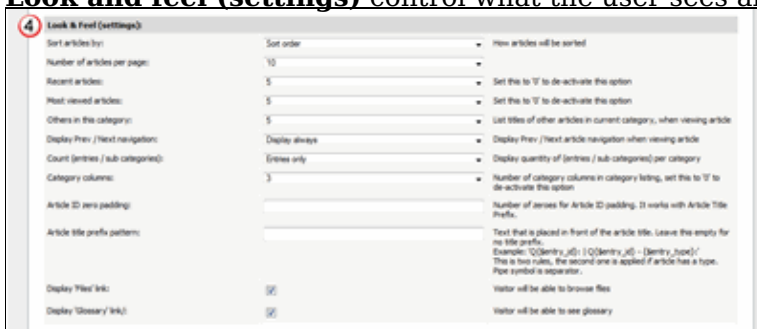 Look and feel (settings) control what the user sees a
4 Look & Feel (settings):
Sort articles by: Sort order How articles will be sorted
Number of articles per page: 10
Recent articles: 5 Set this to '0' to de-activate this option
Most viewed articles: 5 Set this to '0' to de-activate this option
Others in this category: 5 List titles of other articles in current category, when viewing article
Display Prev / Next navigation: Display always Display Prev / Next article navigation when viewing article
Count (entries / sub categories): Entries only Display quantity of (entries / sub categories) per category
Category columns: 3 Number of category columns in category listing, set this to '0' to
de-activate this option
Article ID zero padding: Number of zeroes for Article ID padding. It works with Article Title
Prefix.
Article title prefix pattern: Text that is placed in front of the article title. Leave this empty for
no title prefix.
Example: 'Q{$entry_id}: | Q{$entry_id} - {$entry_type}:'
This is two rules, the second one is applied if article has a type.
Pipe symbol is separator.
Display 'Files' link: Visitor will be able to browse files
Display 'Glossary' link: Visitor will be able to see glossary